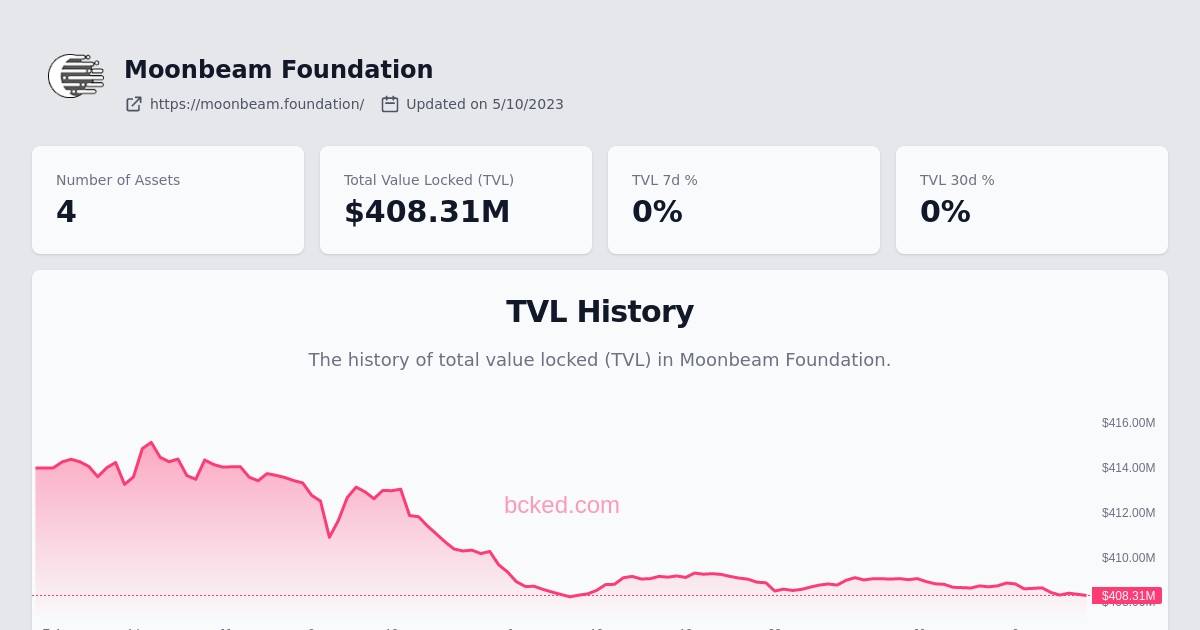 Moonbeam Foundation
https://moonbeam.foundation/ Updated on 5/10/2023
Number of Assets
4
Total Value Locked (TVL)
$408.31M
TVL 7d %
0%
TVL 30d %
0%
TVL History
The history of total value locked (TVL) in Moonbeam Foundation.
$416.00M
$414.00M
bcked.com
$412.00M
$410.00M
$408.31M